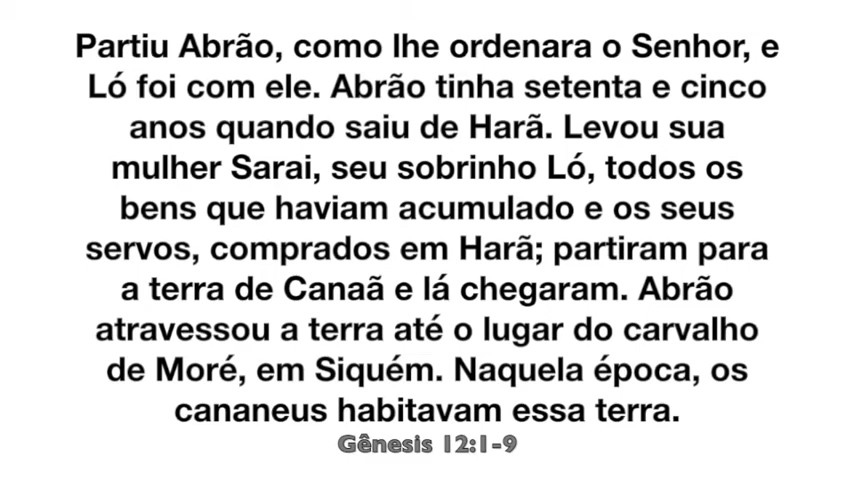 Partiu Abrão, como lhe ordenara o Senhor, e
Ló foi com ele. Abrão tinha setenta e cinco
anos quando saiu de Harã. Levou sua
mulher Sarai, seu sobrinho Ló, todos os
bens que haviam acumulado e os seus
servos, comprados em Harã; partiram para
a terra de Canaã e lá chegaram. Abrão
atravessou a terra até o lugar do carvalho
de Moré, em Siquém. Naquela época, os
cananeus habitavam essa terra.
Gênesis 12:1-9